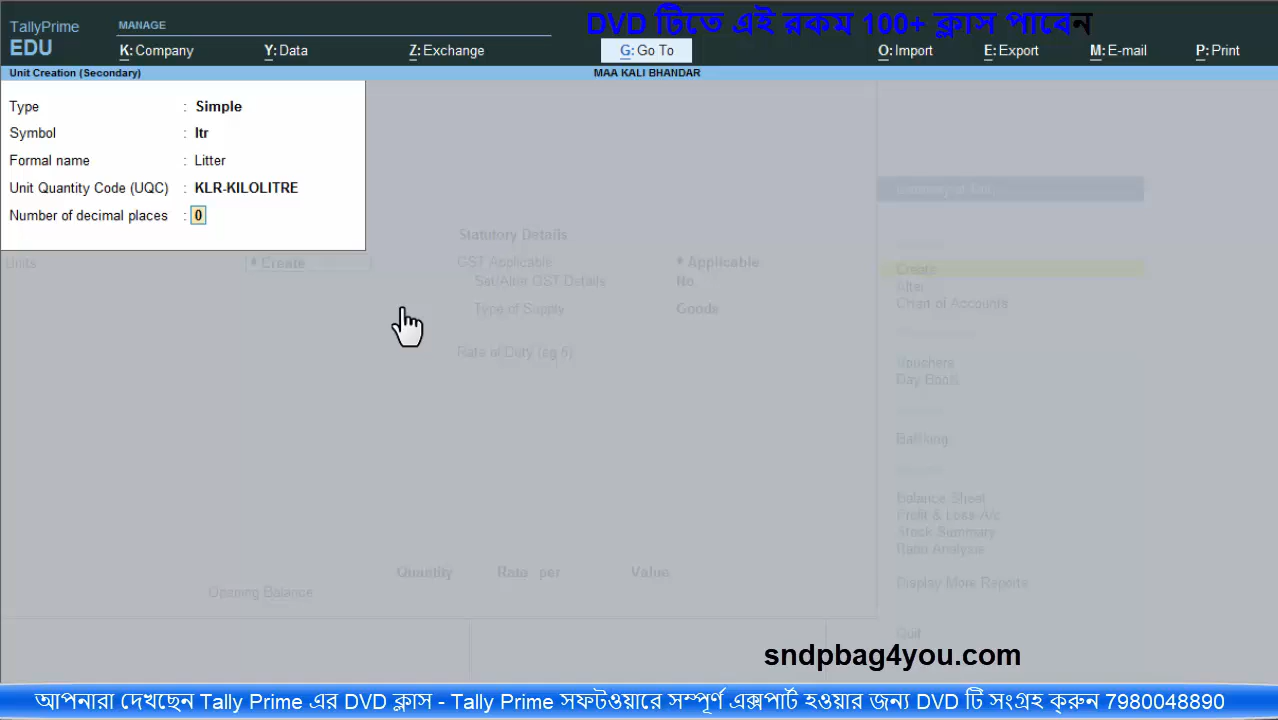 TallyPrime
EDU
MANAGE
DVD টিতে এই রকম 100+ ক্লাস পাবেন
K: Company
Y: Data
Z: Exchange
G: Go To
O: Import
E: Export
M: E-mail
P: Print
Unit Creation (Secondary)
MAA KALI BHANDAR
Type : Simple
Symbol : ltr
Formal name : Litter
Unit Quantity Code (UQC) : KLR-KILOLITRE
Number of decimal places : 0
Units
Create
Statutory Details
GST Applicable
Applicable
Set/Alter GST Details
No
Type of Supply
Goods
Rate of Duty (eg 5)
Create
Alter
Chart of Accounts
Vouchers
Day Book
Banking
Balance Sheet
Profit & Loss A/c
Stock Summary
Ratio Analysis
Display More Reports
Quit
Quantity Rate per Value
Opening Balance
sndpbag4you.com
আপনারা দেখছেন Tally Prime এর DVD ক্লাস - Tally Prime সফটওয়ারে সম্পূর্ণ এক্সপার্ট হওয়ার জন্য DVD টি সংগ্রহ করুন 7980048890